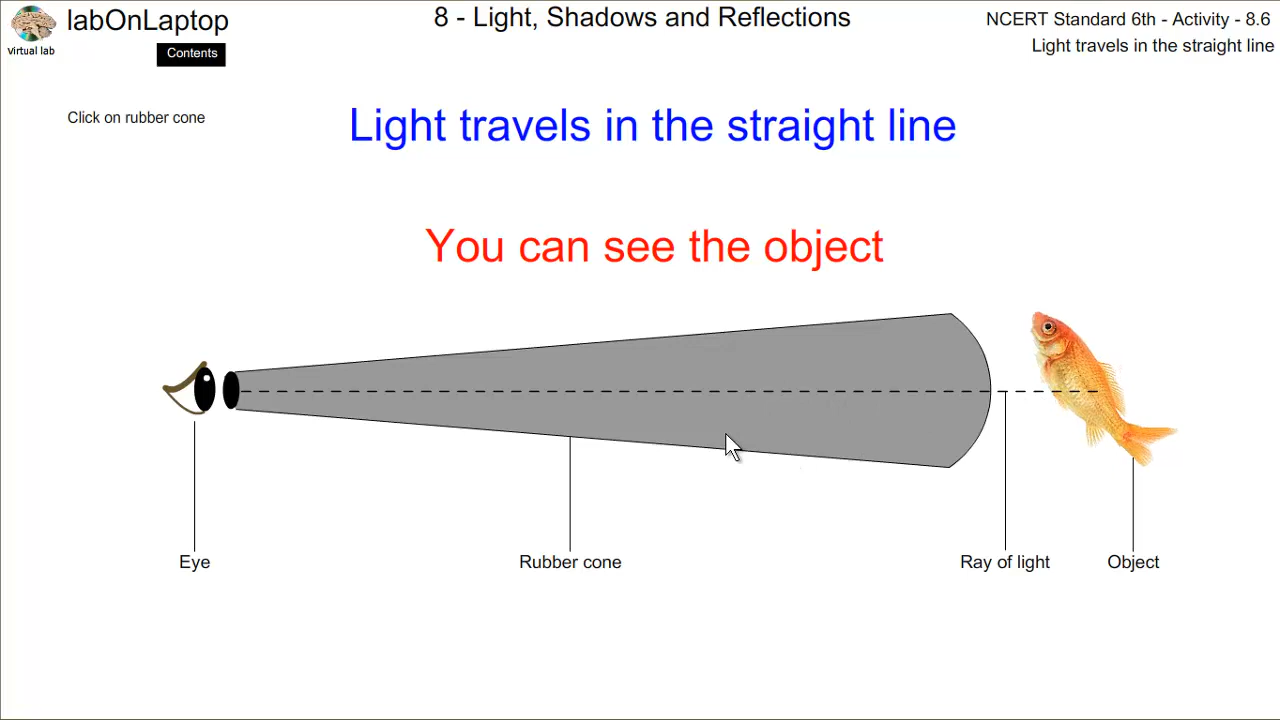 labOnLaptop
virtual lab
Contents
8 - Light, Shadows and Reflections
NCERT Standard 6th - Activity - 8.6
Light travels in the straight line
Click on rubber cone
Light travels in the straight line
You can see the object
Eye
Rubber cone
Ray of light
Object